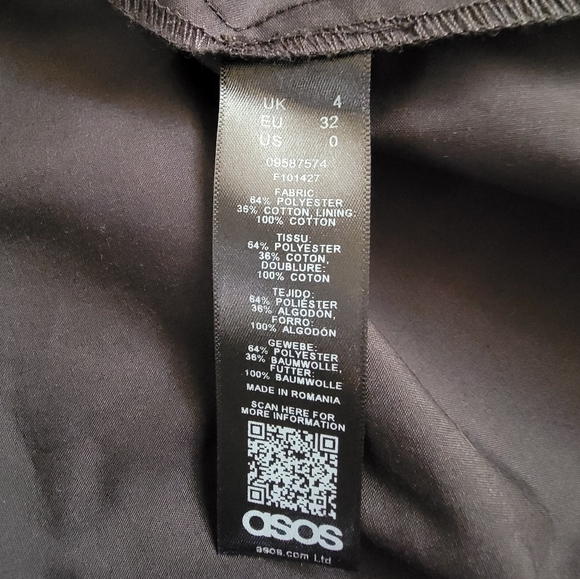 UK 4
EU 32
US 0
09587574
F101427
FABRIC
64% POLYESTER
36% COTTON, LINING:
100% COTTON
TISSU:
64% POLYESTER
36% COTON,
DOUBLURE:
100% COTON
TEJIDO:
64% POLIÉSTER
36% ALGODÓN,
FORRO:
100% ALGODÓN
GEWEBE:
64% POLYESTER
36% BAUMWOLLE,
FUTTER:
100% BAUMWOLLE
MADE IN ROMANIA
SCAN HERE FOR
MORE INFORMATION
asos
asos.com Ltd